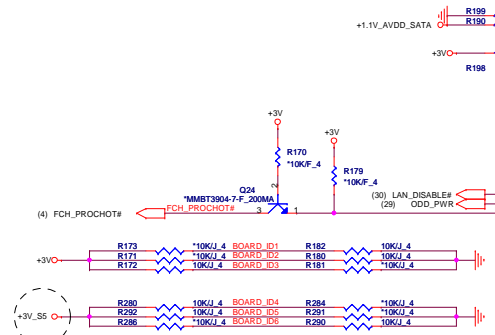 R199
+1.1V_AVDD_SATA R190
+3V
R198
+3V
+3V
R170
*10K/F_4
R179
*10K/F_4
Q24
*MMBT3904-7-F_200MA
2
(30) LAN_DISABLE#
(29) ODD_PWR
(4) FCH_PROCHOT# FCH_PROCHOT# 3 1
R173 *10K/J_4 BOARD_ID1 R182 10K/J_4
+3V R171 *10K/J_4 BOARD_ID2 R180 10K/J_4
R172 *10K/J_4 BOARD_ID3 R181 10K/J_4
R280 *10K/J_4 BOARD_ID4 R284 10K/J_4
+3V_S5 R292 *10K/J_4 BOARD_ID5 R291 10K/J_4
R286 *10K/J_4 BOARD_ID6 R290 10K/J_4